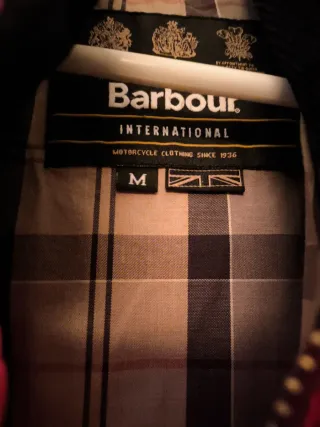 Barbour
INTERNATIONAL
MOTORCYCLE CLOTHING SINCE 1936
M